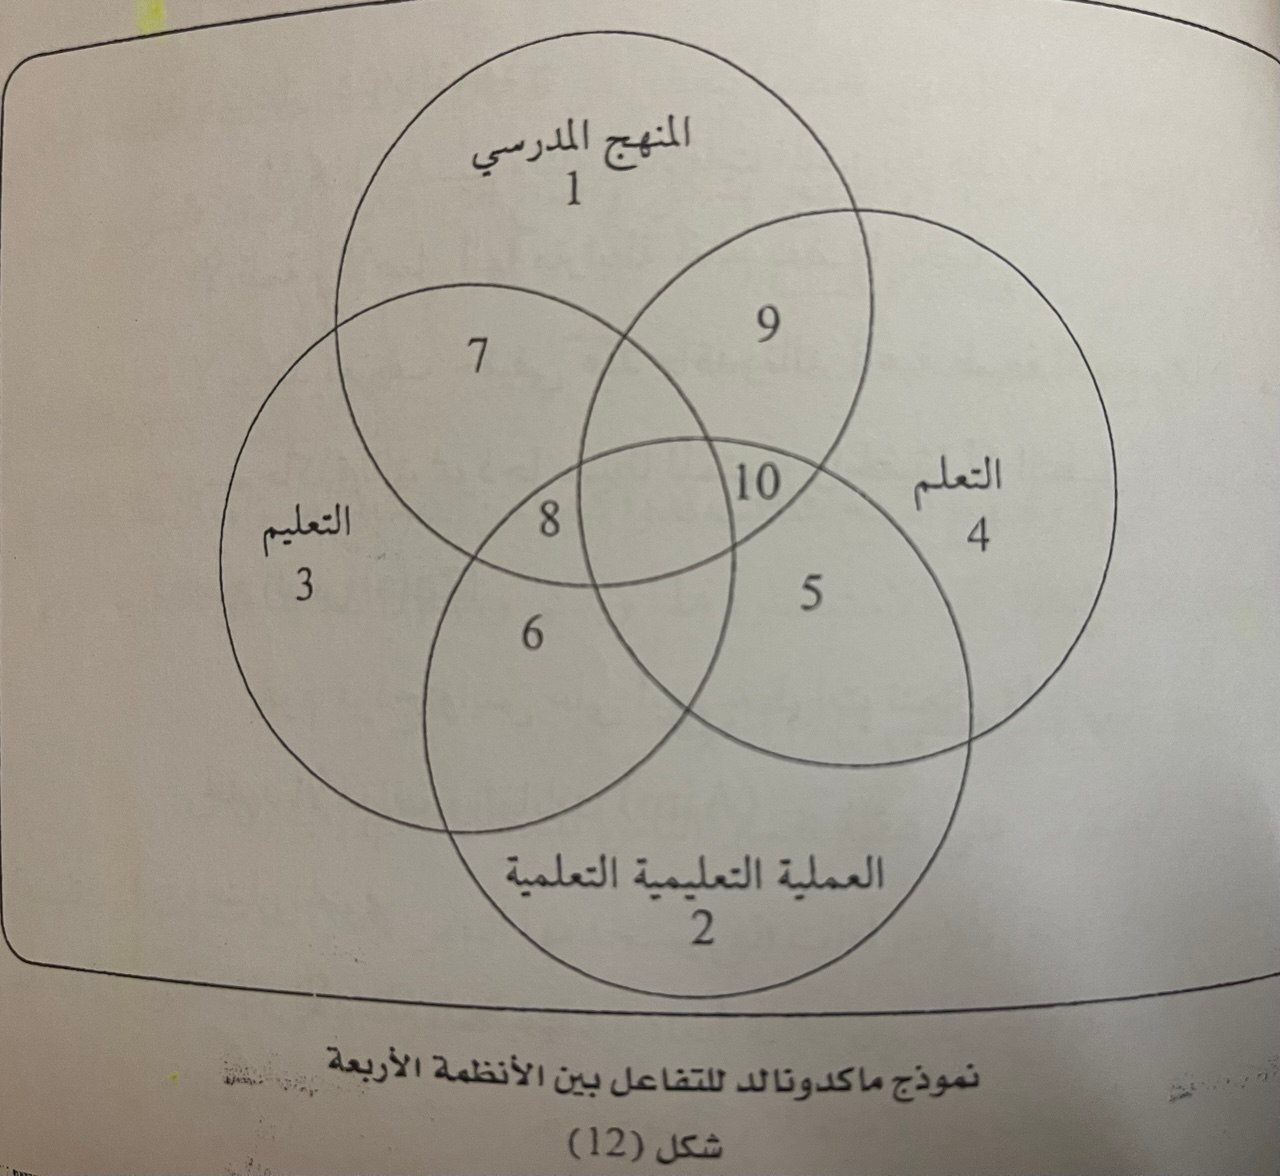 المنهج المدرسي
1
9
7
10
التعلم
4
8
التعليم
3
5
6
العملية التعليمية التعلمية
2
نموذج ماكدونالد للتفاعل بين الأنظمة الأربعة
شكل (12)